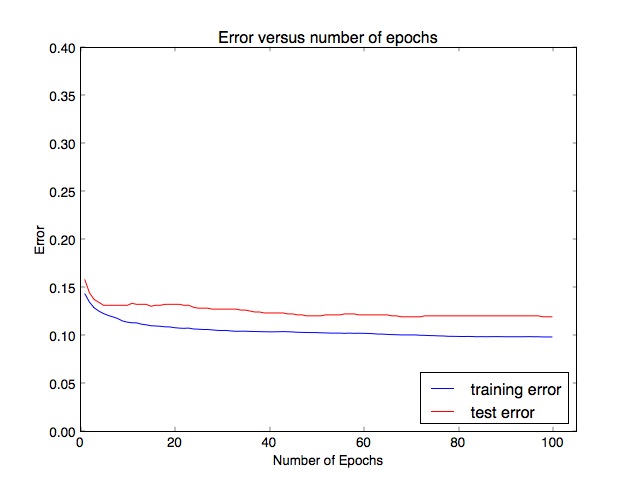 Error versus number of epochs
0.40
0.35
0.30
0.25
0.20
0.15
0.10
0.05
0.00
Error
training error
test error
0 20 40 60 80 100
Number of Epochs